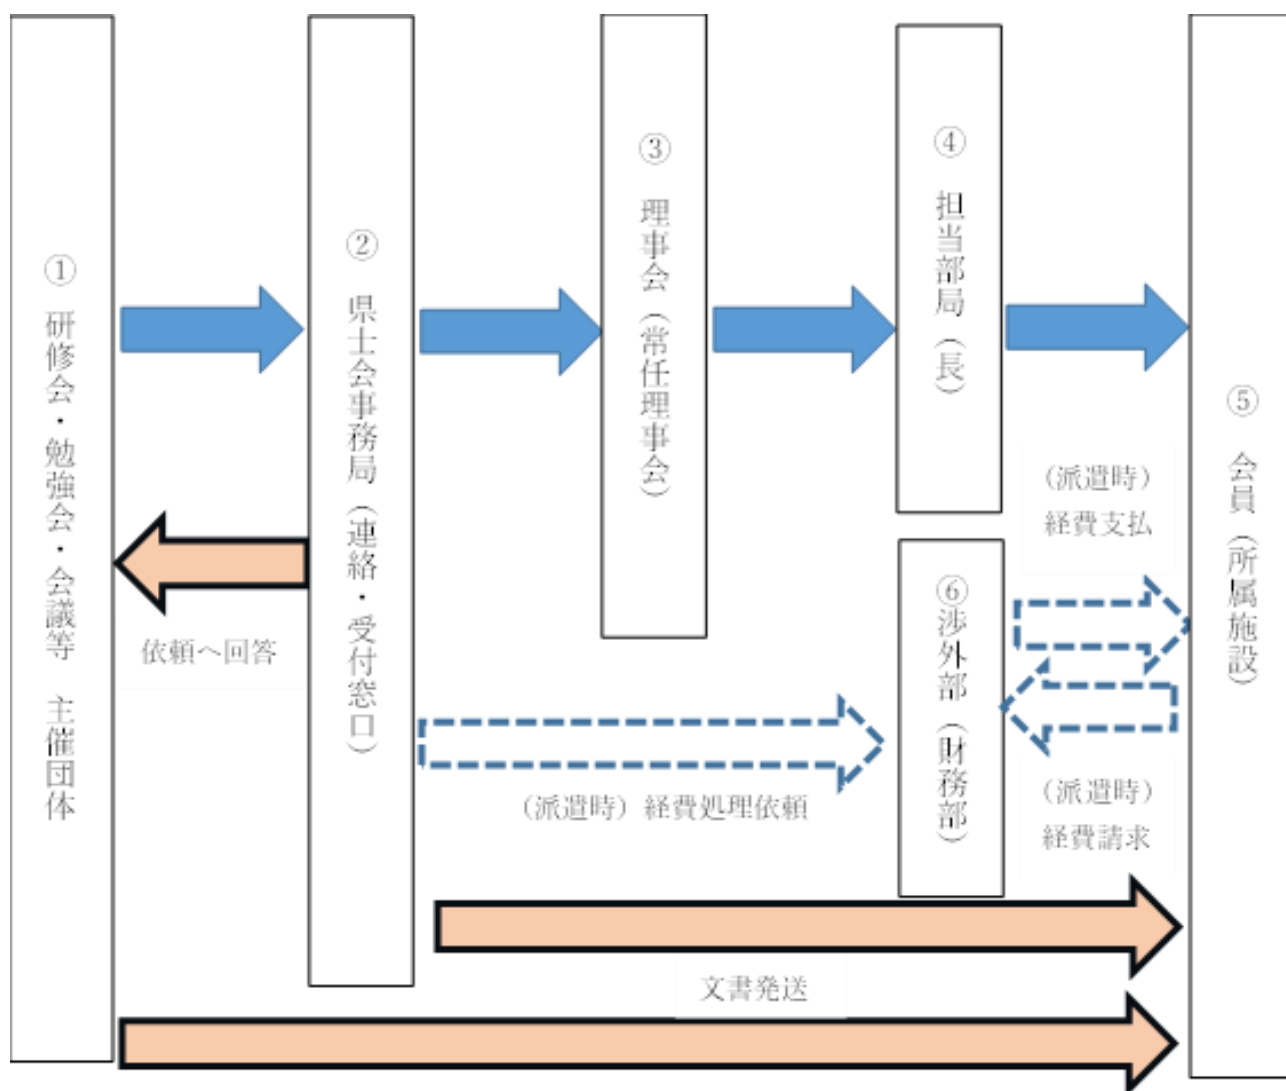 ① 研修会・勉強会・会議等 主催団体
② 県士会事務局(連絡・受付窓口)
③ 理事会(常任理事会)
④ 担当部局(長)
⑤ 会員(所属施設)
⑥渉外部(財務部)
依頼へ回答
(派遣時)
経費支払
(派遣時)経費処理依頼
(派遣時)
経費請求
文書発送